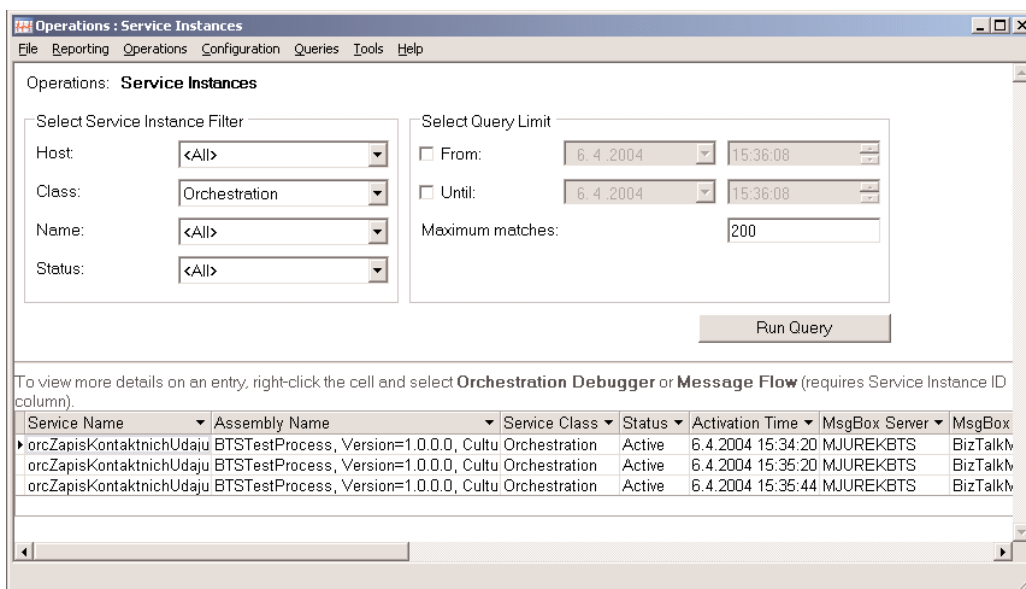 Operations : Service Instances
File Reporting Operations Configuration Queries Tools Help
Operations: Service Instances
Select Service Instance Filter
Host: <All>
Class: Orchestration
Name: <All>
Status: <All>
Select Query Limit
From: 6. 4 .2004 15:36:08
Until: 6. 4 .2004 15:36:08
Maximum matches: 200
Run Query
To view more details on an entry, right-click the cell and select Orchestration Debugger or Message Flow (requires Service Instance ID
column).
Service Name Assembly Name Service Class Status Activation Time MsgBox Server MsgBox
orcZapisKontaktnichUdaju BTSTestProcess, Version=1.0.0.0, Cultu Orchestration Active 6.4.2004 15:34:20 MJUREKBTS BizTalkM
orcZapisKontaktnichUdaju BTSTestProcess, Version=1.0.0.0, Cultu Orchestration Active 6.4.2004 15:35:20 MJUREKBTS BizTalkM
orcZapisKontaktnichUdaju BTSTestProcess, Version=1.0.0.0, Cultu Orchestration Active 6.4.2004 15:35:44 MJUREKBTS BizTalkM